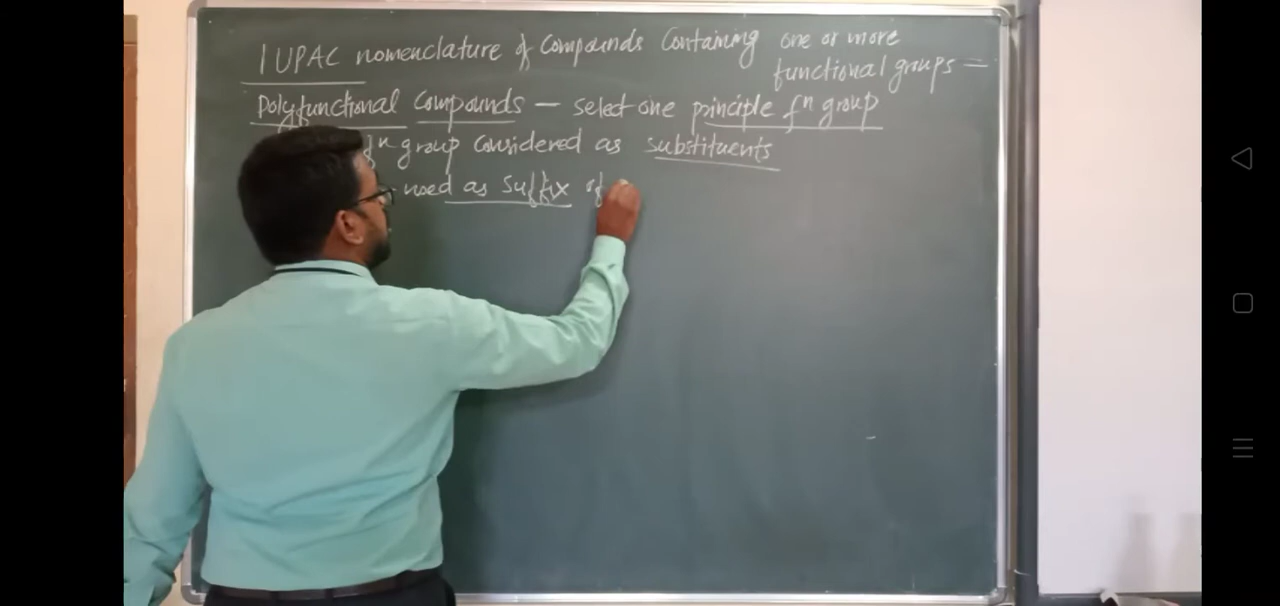 IUPAC nomenclature of Compounds Containing one or more
functional groups —
Polyfunctional Compounds — select one principle fⁿ group
fⁿ group Considered as substituents
used as suffix of